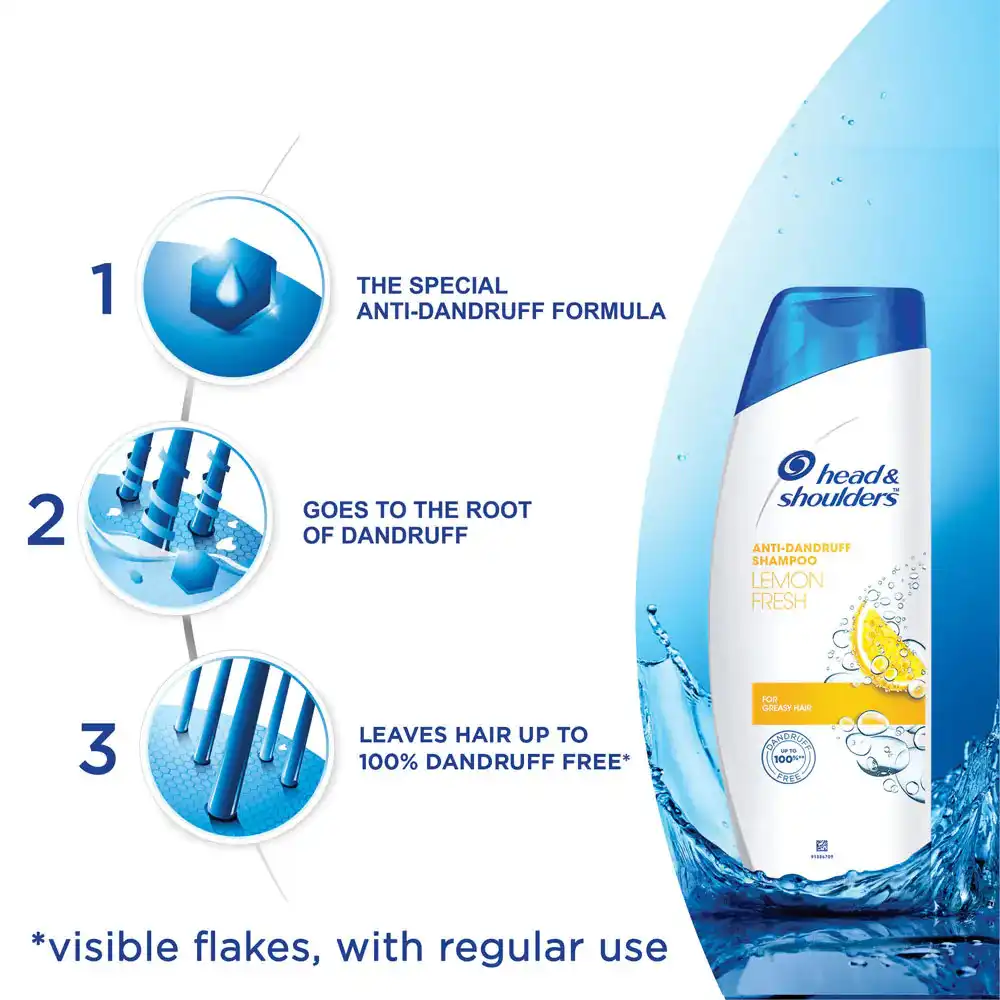 1
THE SPECIAL
ANTI-DANDRUFF FORMULA
2
GOES TO THE ROOT
OF DANDRUFF
3
LEAVES HAIR UP TO
100% DANDRUFF FREE*
*visible flakes, with regular use
head &
shoulders™
ANTI-DANDRUFF
SHAMPOO
LEMON
FRESH
FOR
GREASY HAIR
DANDRUFF
UP TO
100%**
FREE
91886709